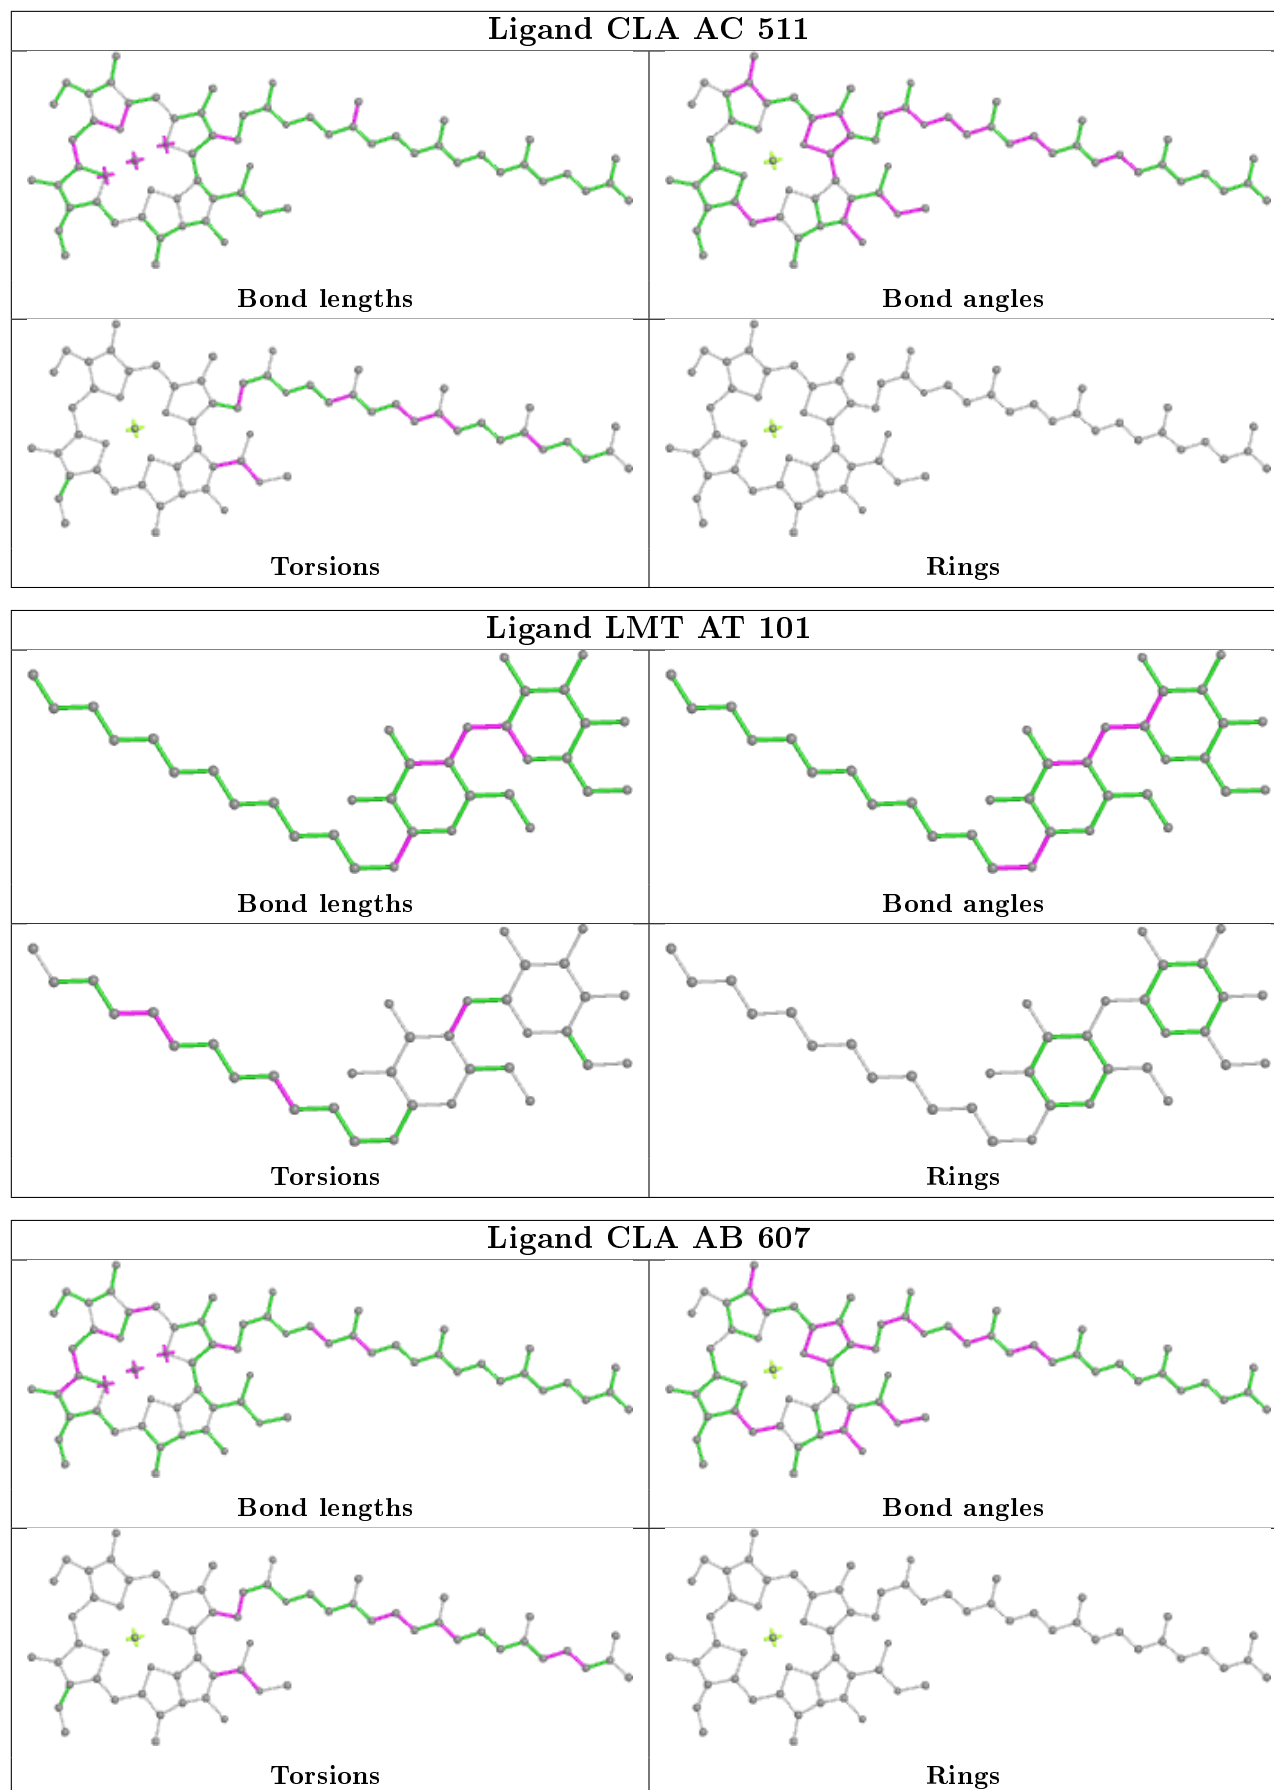 Ligand CLA AC 511
Bond lengths
Bond angles
Torsions
Rings
Ligand LMT AT 101
Bond lengths
Bond angles
Torsions
Rings
Ligand CLA AB 607
Bond lengths
Bond angles
Torsions
Rings